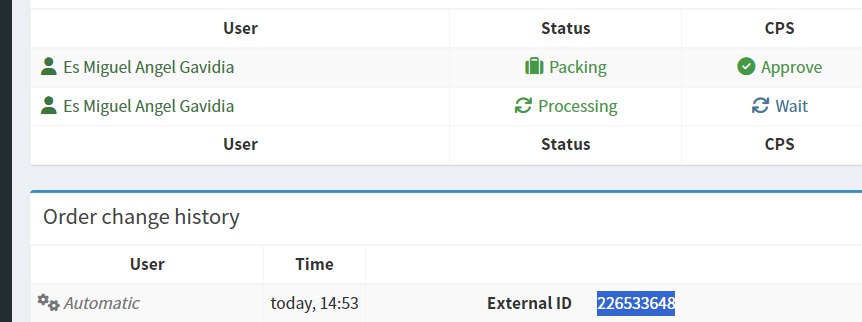 User Status CPS
Es Miguel Angel Gavidia Packing Approve
Es Miguel Angel Gavidia Processing Wait
User Status CPS
Order change history
User Time
Automatic today, 14:53 External ID 226533648